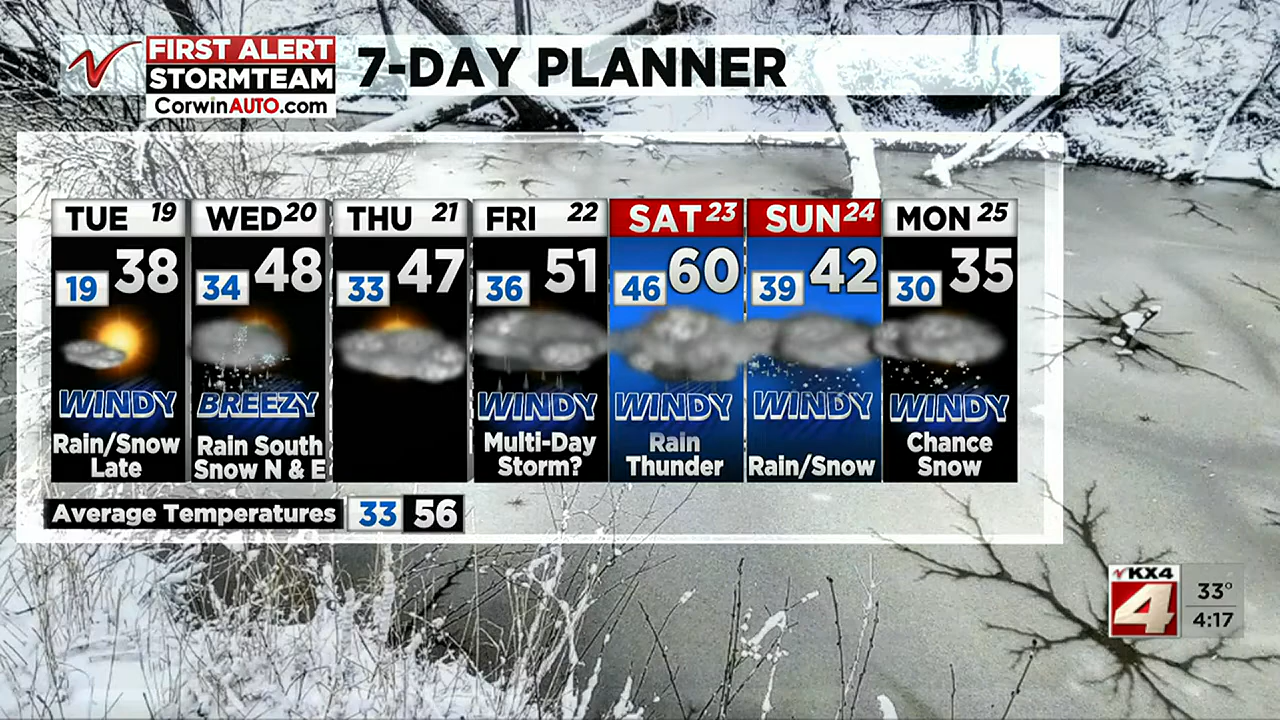 FIRST ALERT
STORMTEAM
CorwinAUTO.com
7-DAY PLANNER
TUE 19
19 38
WINDY
Rain/Snow
Late
WED 20
34 48
BREEZY
Rain South
Snow N & E
THU 21
33 47
FRI 22
36 51
WINDY
Multi-Day
Storm?
SAT 23
46 60
WINDY
Rain
Thunder
SUN 24
39 42
WINDY
Rain/Snow
MON 25
30 35
WINDY
Chance
Snow
Average Temperatures 33 56
KX4
4
33°
4:17